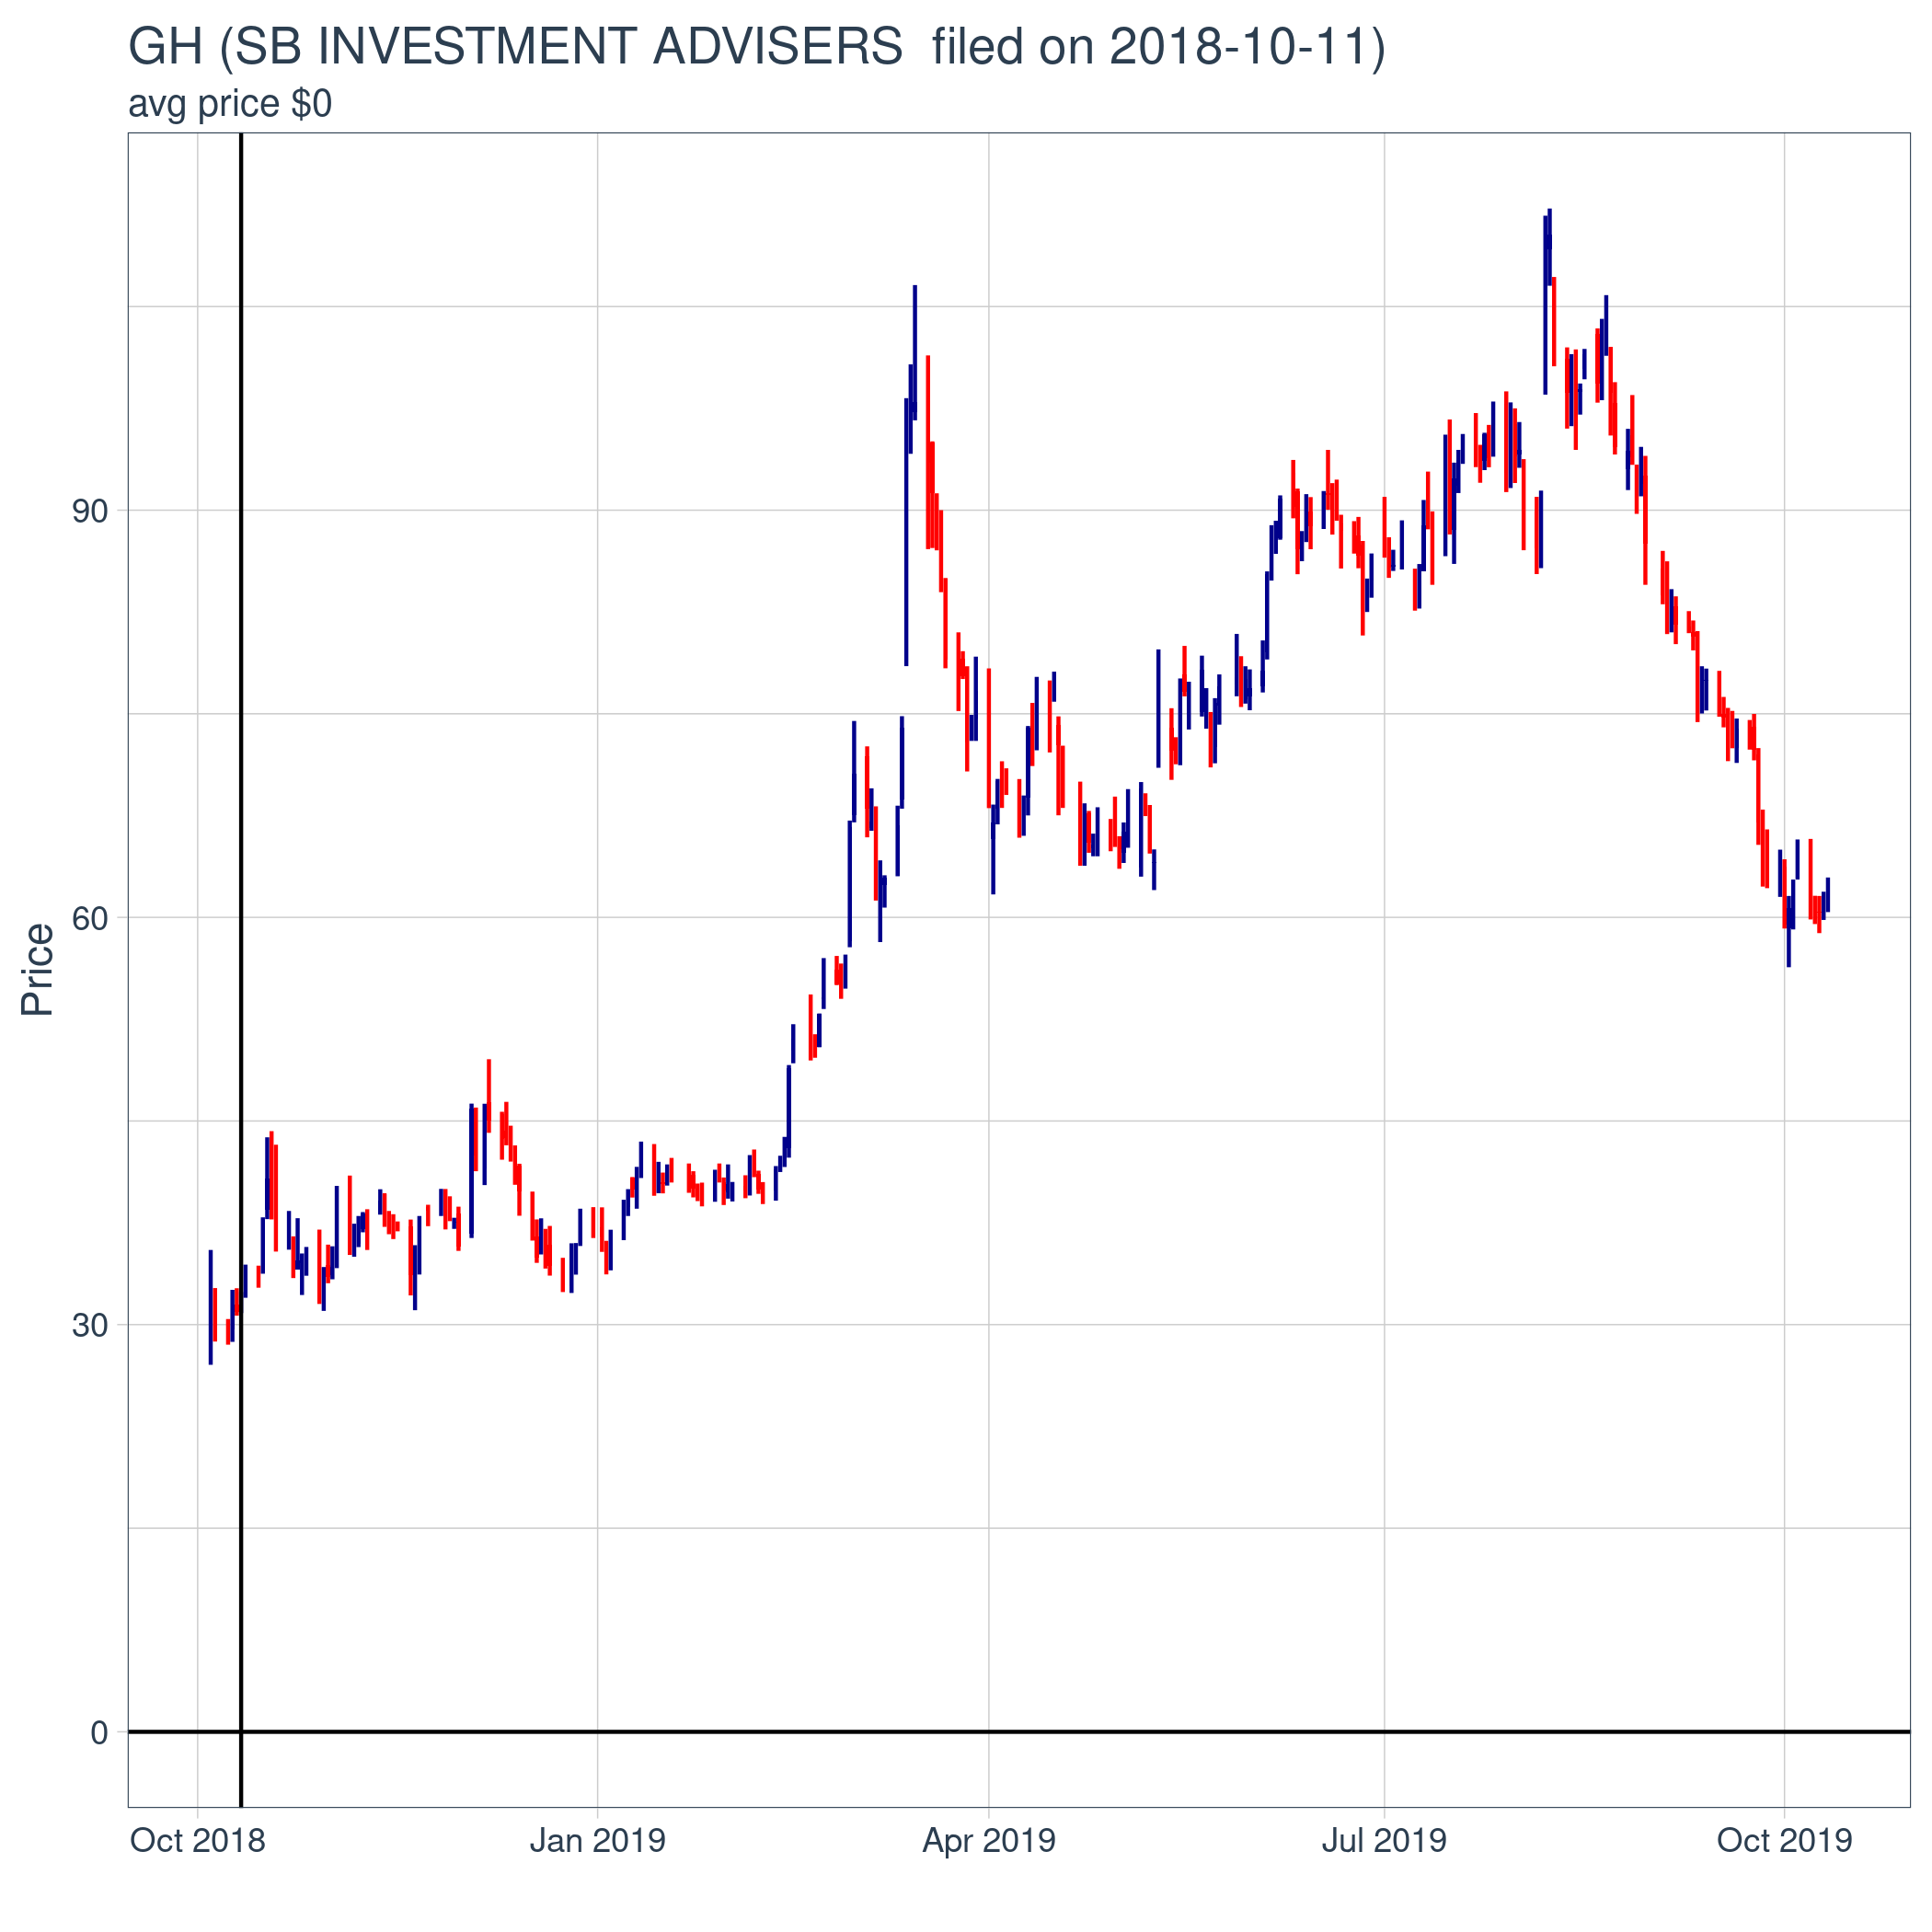 GH (SB INVESTMENT ADVISERS  filed on 2018-10-11)
avg price $0
Price
90
60
30
0
Oct 2018
Jan 2019
Apr 2019
Jul 2019
Oct 2019